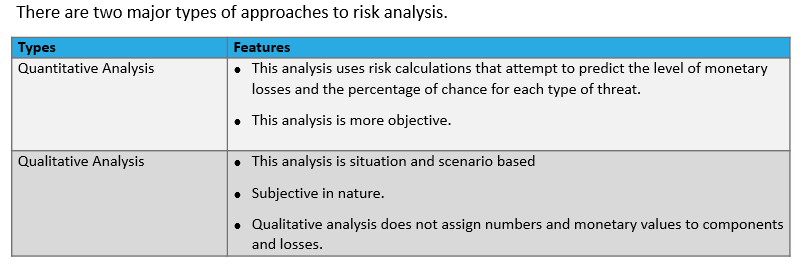 There are two major types of approaches to risk analysis.
Types Features
Quantitative Analysis
● This analysis uses risk calculations that attempt to predict the level of monetary
losses and the percentage of chance for each type of threat.
● This analysis is more objective.
Qualitative Analysis
● This analysis is situation and scenario based
● Subjective in nature.
● Qualitative analysis does not assign numbers and monetary values to components
and losses.